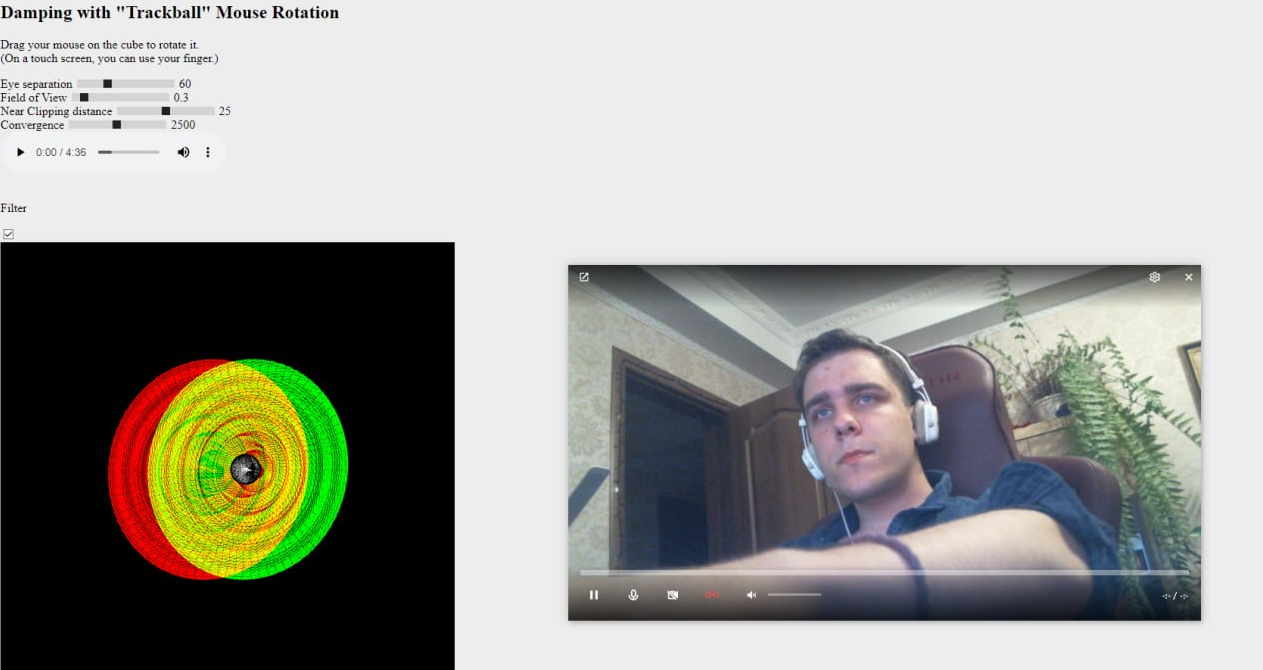 Damping with "Trackball" Mouse Rotation
Drag your mouse on the cube to rotate it.
(On a touch screen, you can use your finger.)
Eye separation 60
Field of View 0.3
Near Clipping distance 25
Convergence 2500
0:00 / 4:36
Filter
-:- / -:-